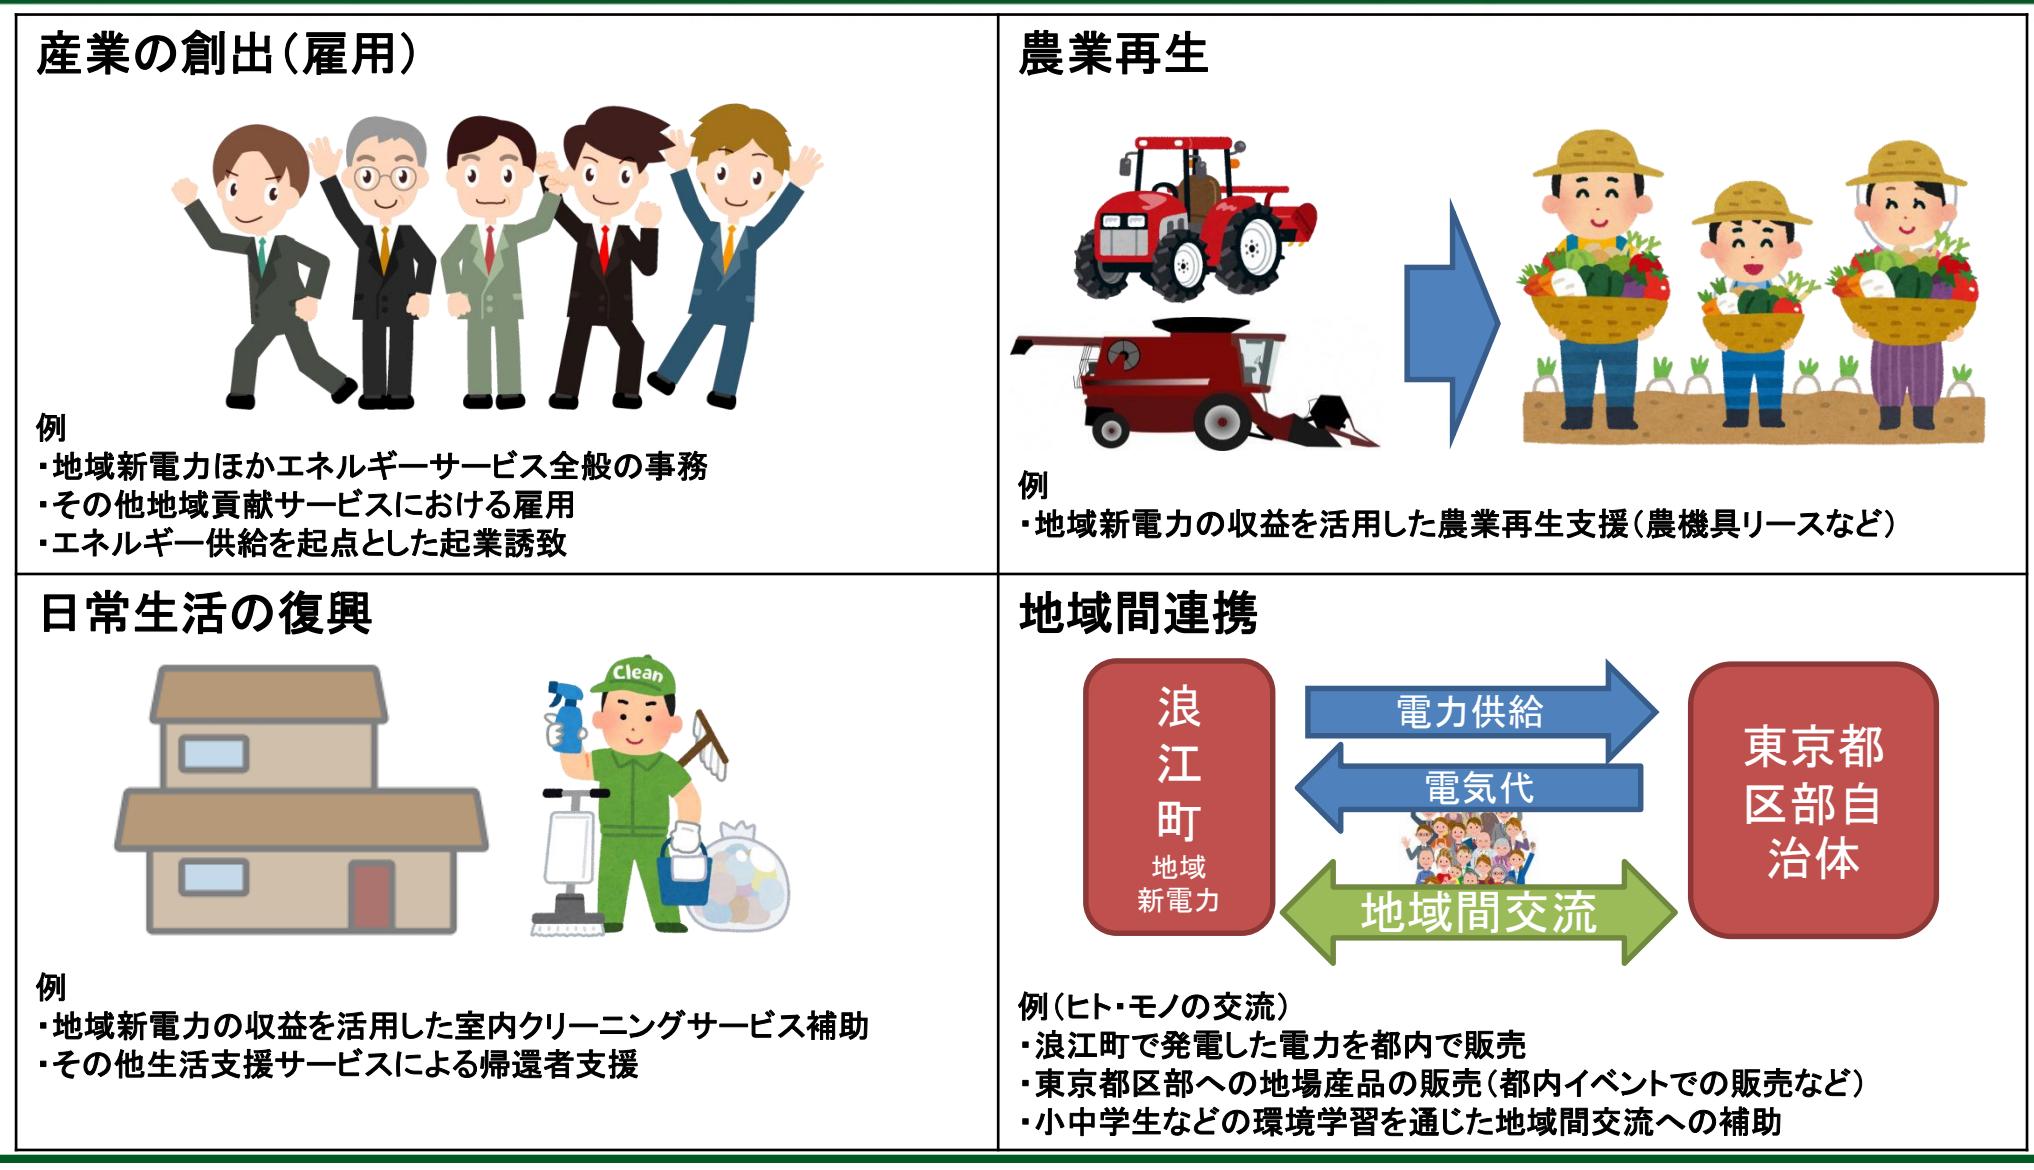 産業の創出(雇用)
例
・地域新電力ほかエネルギーサービス全般の事務
・その他地域貢献サービスにおける雇用
・エネルギー供給を起点とした起業誘致
農業再生
例
・地域新電力の収益を活用した農業再生支援(農機具リースなど)
日常生活の復興
Clean
例
・地域新電力の収益を活用した室内クリーニングサービス補助
・その他生活支援サービスによる帰還者支援
地域間連携
浪
江
町
地域
新電力
電力供給
電気代
地域間交流
東京都
区部自
治体
例(ヒト・モノの交流)
・浪江町で発電した電力を都内で販売
・東京都区部への地場産品の販売(都内イベントでの販売など)
・小中学生などの環境学習を通じた地域間交流への補助